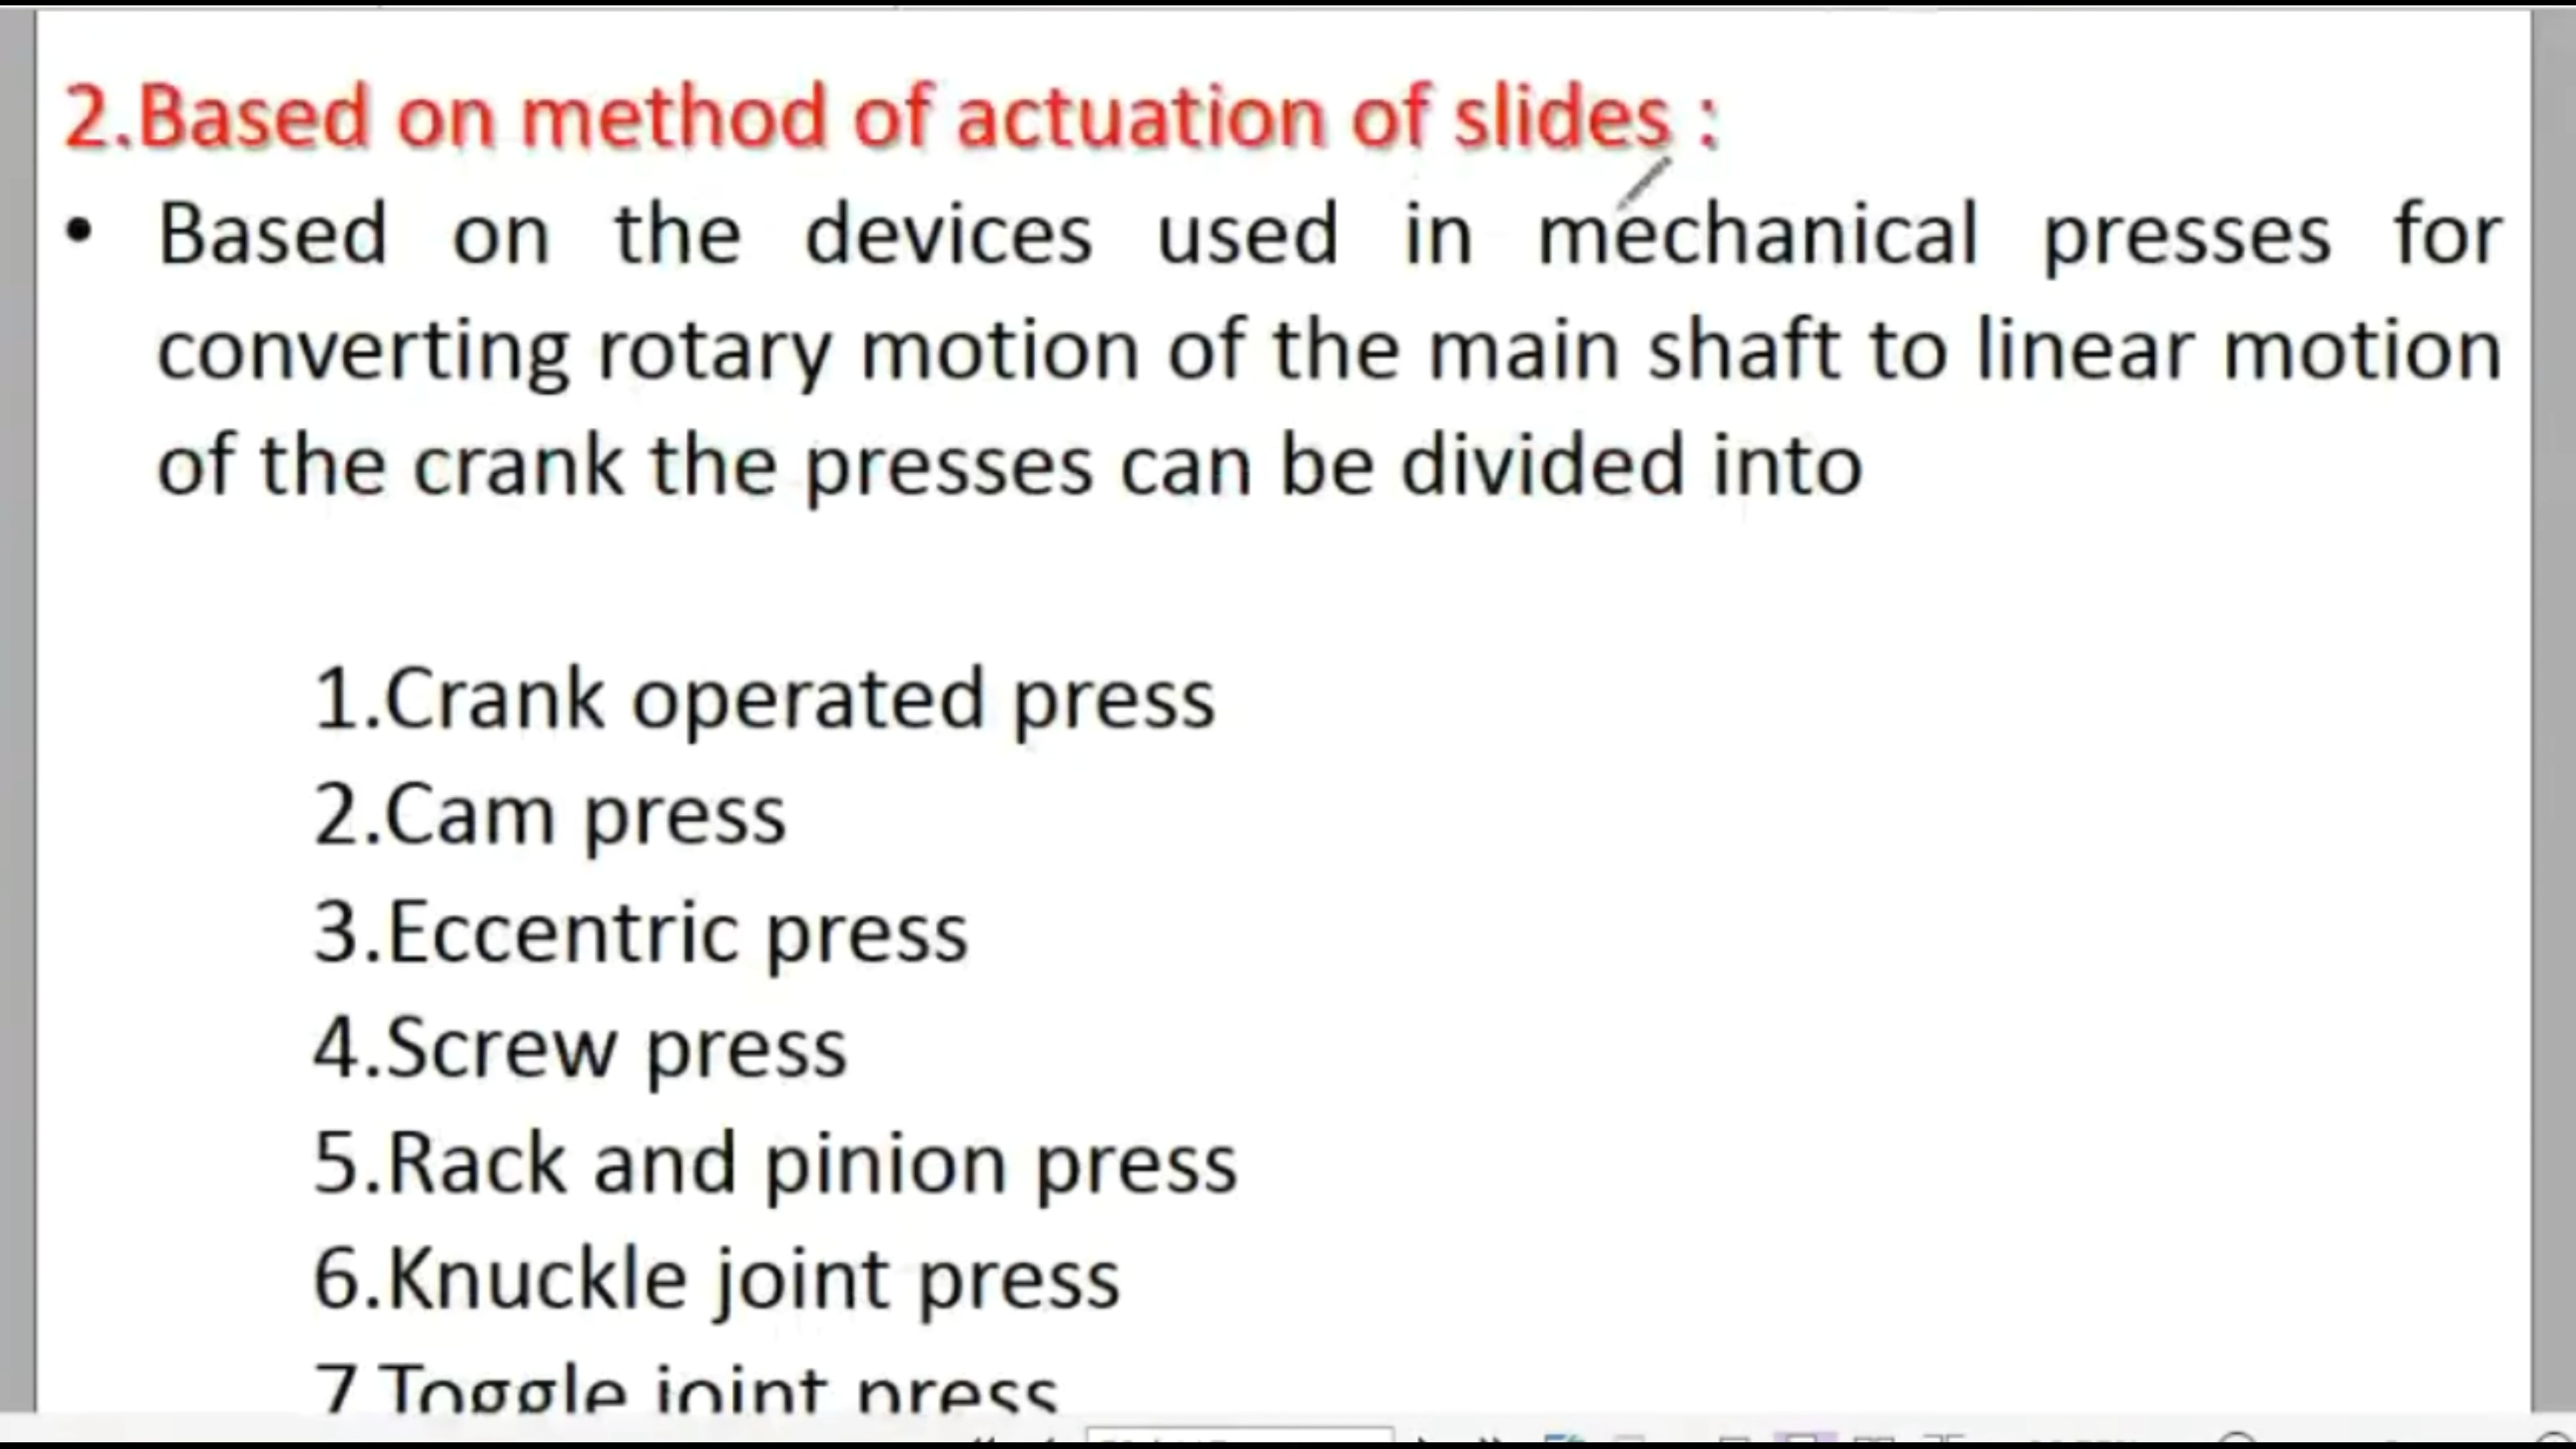 2.Based on method of actuation of slides :
• Based on the devices used in mechanical presses for
converting rotary motion of the main shaft to linear motion
of the crank the presses can be divided into
1.Crank operated press
2.Cam press
3.Eccentric press
4.Screw press
5.Rack and pinion press
6.Knuckle joint press
7.Toggle joint press